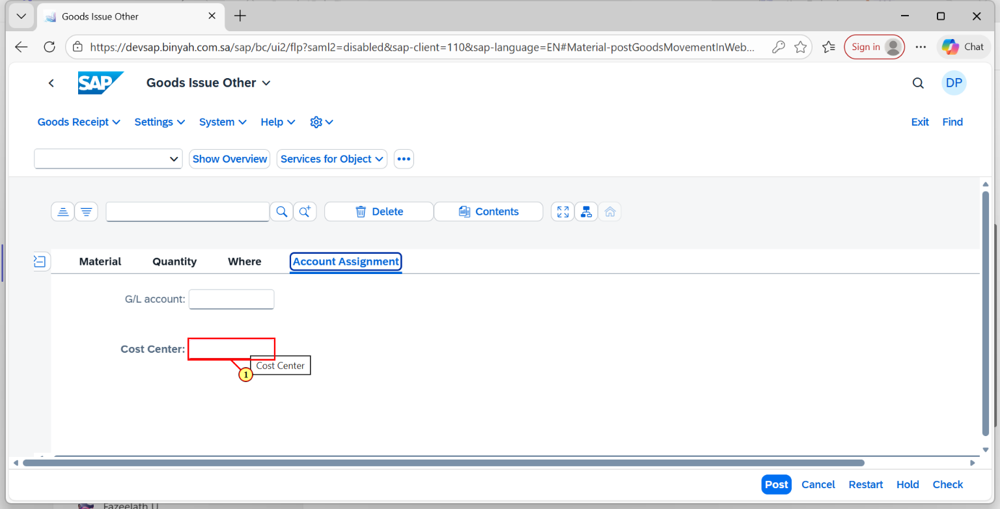 Goods Issue Other
https://devsap.binyah.com.sa/sap/bc/ui2/flp?saml2=disabled&sap-client=110&sap-language=EN#Material-postGoodsMovementInWeb...
Sign in
Chat
SAP
Goods Issue Other
DP
Goods Receipt
Settings
System
Help
Exit
Find
Show Overview
Services for Object
Delete
Contents
Material
Quantity
Where
Account Assignment
G/L account:
Cost Center:
Cost Center
1
Post
Cancel
Restart
Hold
Check
Fazeelath U